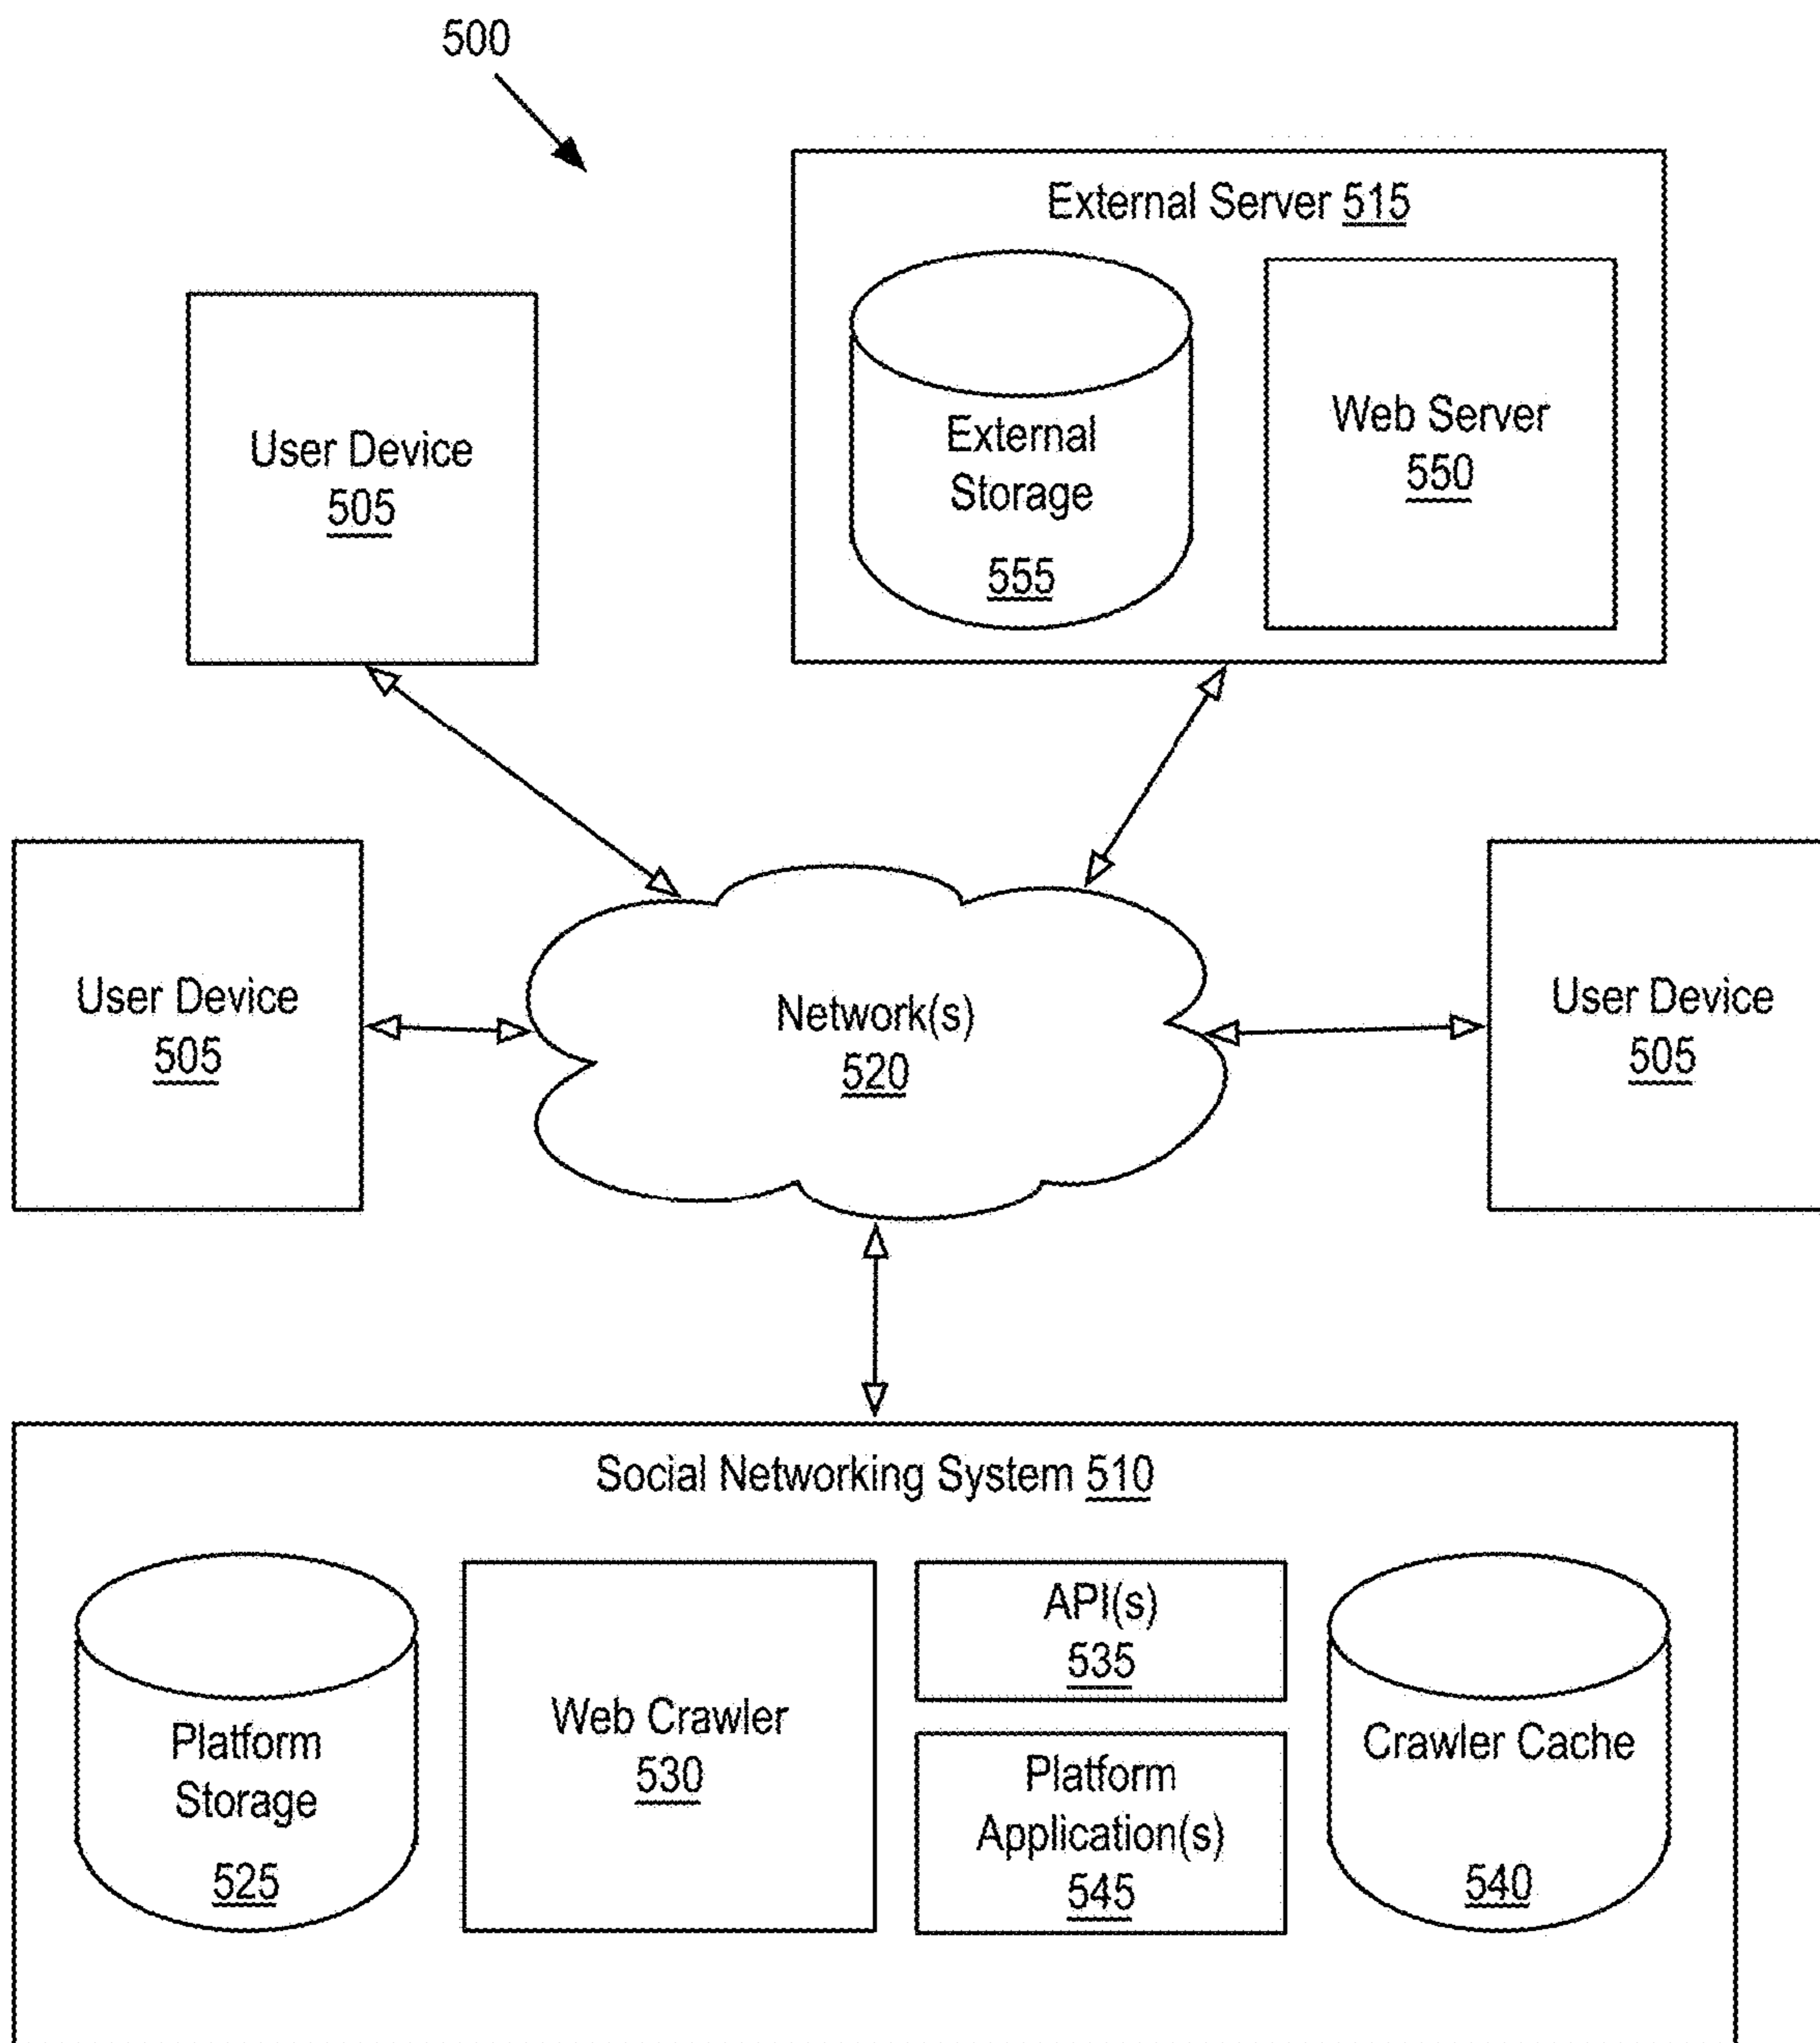 500
External Server 515
External
Storage
555
Web Server
550
User Device
505
User Device
505
Network(s)
520
User Device
505
Social Networking System 510
Platform
Storage
525
Web Crawler
530
API(s)
535
Platform
Application(s)
545
Crawler Cache
540